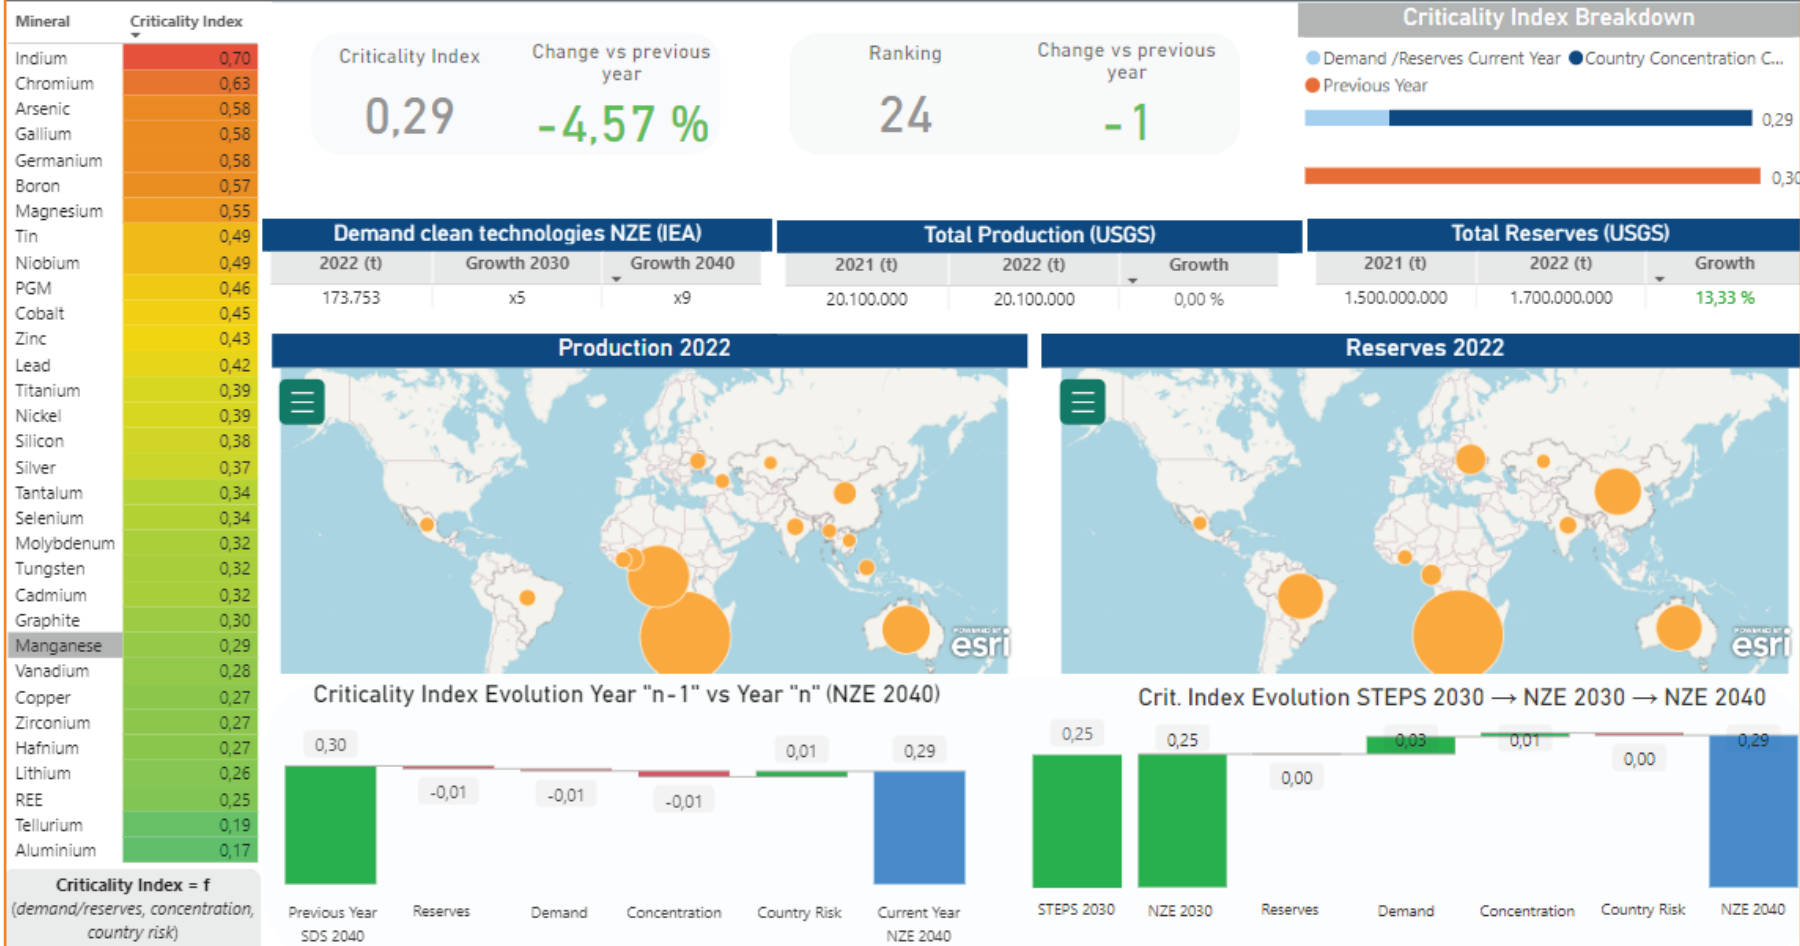 Mineral Criticality Index
Indium 0,70
Chromium 0,63
Arsenic 0,58
Gallium 0,58
Germanium 0,58
Boron 0,57
Magnesium 0,55
Tin 0,49
Niobium 0,49
PGM 0,46
Cobalt 0,45
Zinc 0,43
Lead 0,42
Titanium 0,39
Nickel 0,39
Silicon 0,38
Silver 0,37
Tantalum 0,34
Selenium 0,34
Molybdenum 0,32
Tungsten 0,32
Cadmium 0,32
Graphite 0,30
Manganese 0,29
Vanadium 0,28
Copper 0,27
Zirconium 0,27
Hafnium 0,27
Lithium 0,26
REE 0,25
Tellurium 0,19
Aluminium 0,17
Criticality Index = f
(demand/reserves, concentration,
country risk)
Criticality Index
0,29
Change vs previous
year
-4,57 %
Ranking
24
Change vs previous
year
-1
Criticality Index Breakdown
Demand /Reserves Current Year Country Concentration C...
Previous Year
0,29
0,30
Demand clean technologies NZE (IEA)
2022 (t) Growth 2030 Growth 2040
173.753 x5 x9
Total Production (USGS)
2021 (t) 2022 (t) Growth
20.100.000 20.100.000 0,00 %
Total Reserves (USGS)
2021 (t) 2022 (t) Growth
1.500.000.000 1.700.000.000 13,33 %
Production 2022
POWERED BY
esri
Reserves 2022
POWERED BY
esri
Criticality Index Evolution Year "n-1" vs Year "n" (NZE 2040)
0,30
-0,01
-0,01
-0,01
0,01
0,29
Previous Year
SDS 2040
Reserves
Demand
Concentration
Country Risk
Current Year
NZE 2040
Crit. Index Evolution STEPS 2030 → NZE 2030 → NZE 2040
0,25
0,25
0,00
0,03
0,01
0,00
0,29
STEPS 2030
NZE 2030
Reserves
Demand
Concentration
Country Risk
NZE 2040